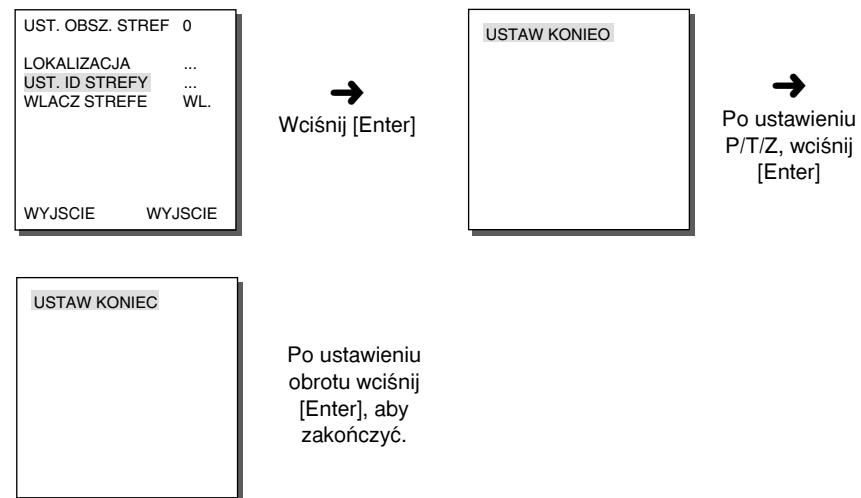 UST. OBSZ. STREF 0
LOKALIZACJA ...
UST. ID STREFY ...
WLACZ STREFE WL.
WYJSCIE WYJSCIE
Wciśnij [Enter]
USTAW KONIEO
Po ustawieniu
P/T/Z, wciśnij
[Enter]
USTAW KONIEC
Po ustawieniu
obrotu wciśnij
[Enter], aby
zakończyć.